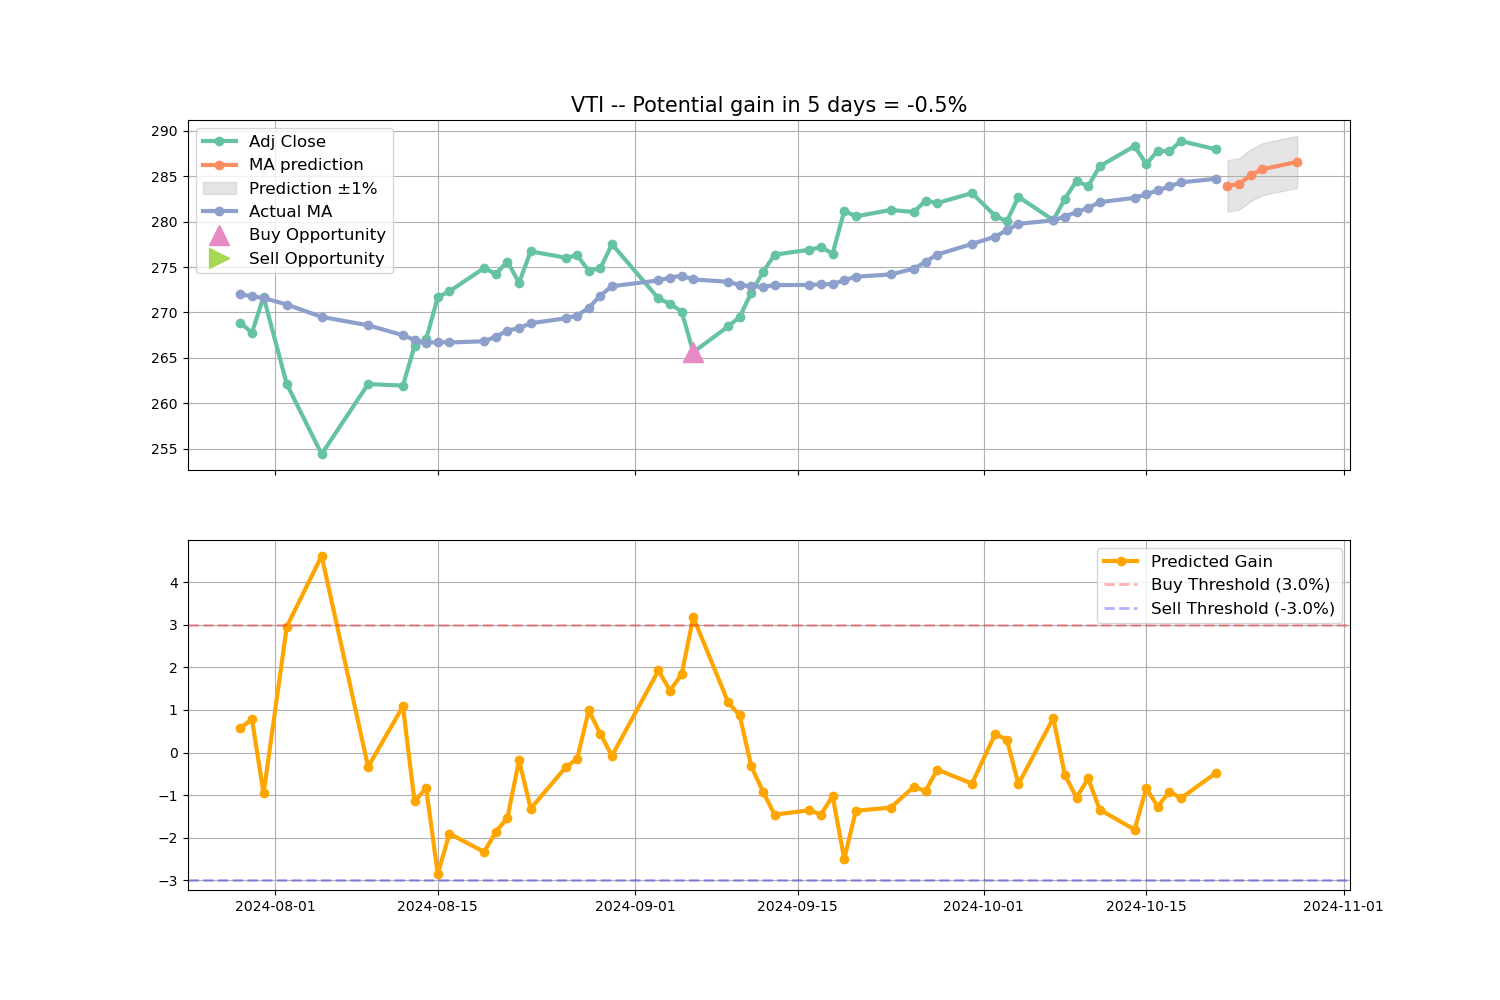 VTI -- Potential gain in 5 days = -0.5%
290
285
280
275
270
265
260
255
Adj Close
MA prediction
Prediction ±1%
Actual MA
Buy Opportunity
Sell Opportunity
4
3
2
1
0
−1
−2
−3
Predicted Gain
Buy Threshold (3.0%)
Sell Threshold (-3.0%)
2024-08-01 2024-08-15 2024-09-01 2024-09-15 2024-10-01 2024-10-15 2024-11-01